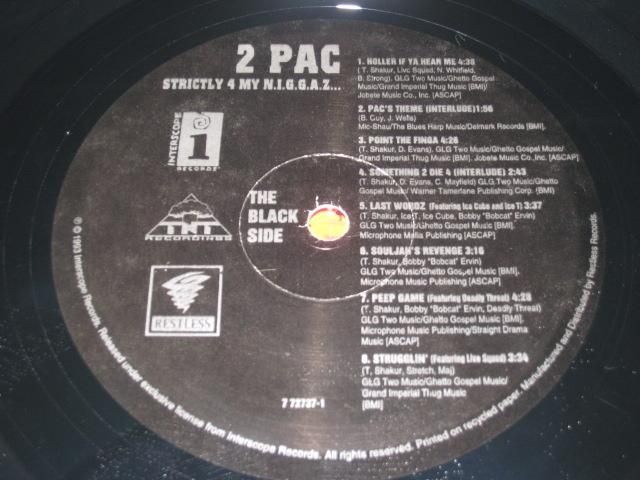 2 PAC
STRICTLY 4 MY N.I.G.G.A.Z...
INTERSCOPE
RECORDS
TNT
RECORDINGS
RESTLESS
THE
BLACK
SIDE
7 72737-1
1. HOLLER IF YA HEAR ME 4:38
(T. Shakur, Live Squad, N. Whitfield,
B. Strong). GLG Two Music/Ghetto Gospel
Music/Grand Imperial Thug Music [BMI]/
Jobete Music Co., Inc. [ASCAP]
2. PAC'S THEME (INTERLUDE) 1:56
(B. Guy, J. Wells)
Mic-Shau/The Blues Harp Music/Delmark Records [BMI].
3. POINT THE FINGA 4:26
(T. Shakur, D. Evans). GLG Two Music/Ghetto Gospel Music/
Grand Imperial Thug Music [BMI]. Jobete Music Co., Inc. [ASCAP]
4. SOMETHING 2 DIE 4 (INTERLUDE) 2:43
(T. Shakur, D. Evans, C. Mayfield) GLG Two Music/Ghetto
Gospel Music/ Warner Tamerlane Publishing Corp. (BMI)
5. LAST WORDZ (Featuring Ice Cube and Ice T) 3:37
(T. Shakur, Ice T, Ice Cube, Bobby "Bobcat" Ervin)
GLG Two Music/Ghetto Gospel Music/[BMI].
Microphone Mafia Publishing [ASCAP]
6. SOULJAH'S REVENGE 3:16
(T. Shakur, Bobby "Bobcat" Ervin)
GLG Two Music/Ghetto Gospel Music [BMI].
Microphone Music Publishing [ASCAP]
7. PEEP GAME (Featuring Deadly Threat) 4:28
(T. Shakur, Bobby "Bobcat" Ervin, Deadly Threat)
GLG Two Music/Ghetto Gospel Music [BMI].
Microphone Music Publishing/Straight Drama
Music [ASCAP]
8. STRUGGLIN' (Featuring Live Squad) 3:34
(T. Shakur, Stretch, Maj)
GLG Two Music/Ghetto Gospel Music/
Grand Imperial Thug Music
[BMI]
℗ © 1993 Interscope Records. Released under exclusive license from Interscope Records. All rights reserved. Printed on recycled paper. Manufactured and Distributed by Restless Records.